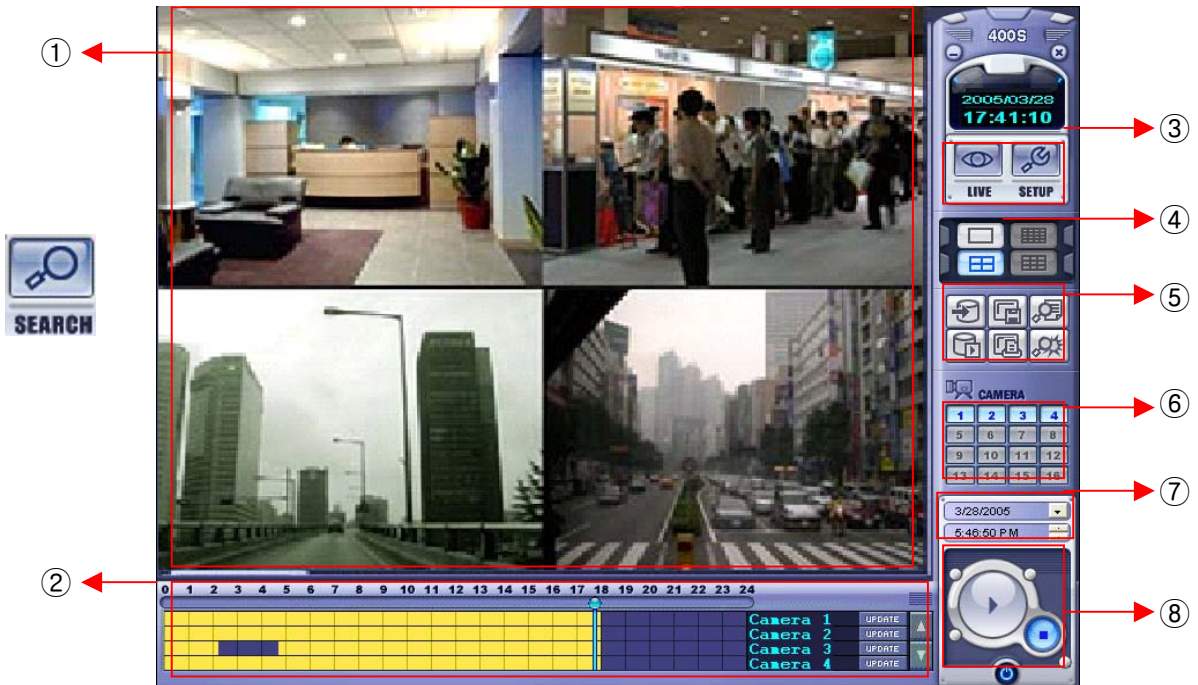 ①
400S
2005/03/28
17:41:10
③
LIVE SETUP
④
SEARCH
⑤
CAMERA
⑥
1 2 3 4
5 6 7 8
9 10 11 12
13 14 15 16
⑦
3/28/2005
5:46:50 PM
②
0 1 2 3 4 5 6 7 8 9 10 11 12 13 14 15 16 17 18 19 20 21 22 23 24
Camera 1 UPDATE
Camera 2 UPDATE
Camera 3 UPDATE
Camera 4 UPDATE
⑧